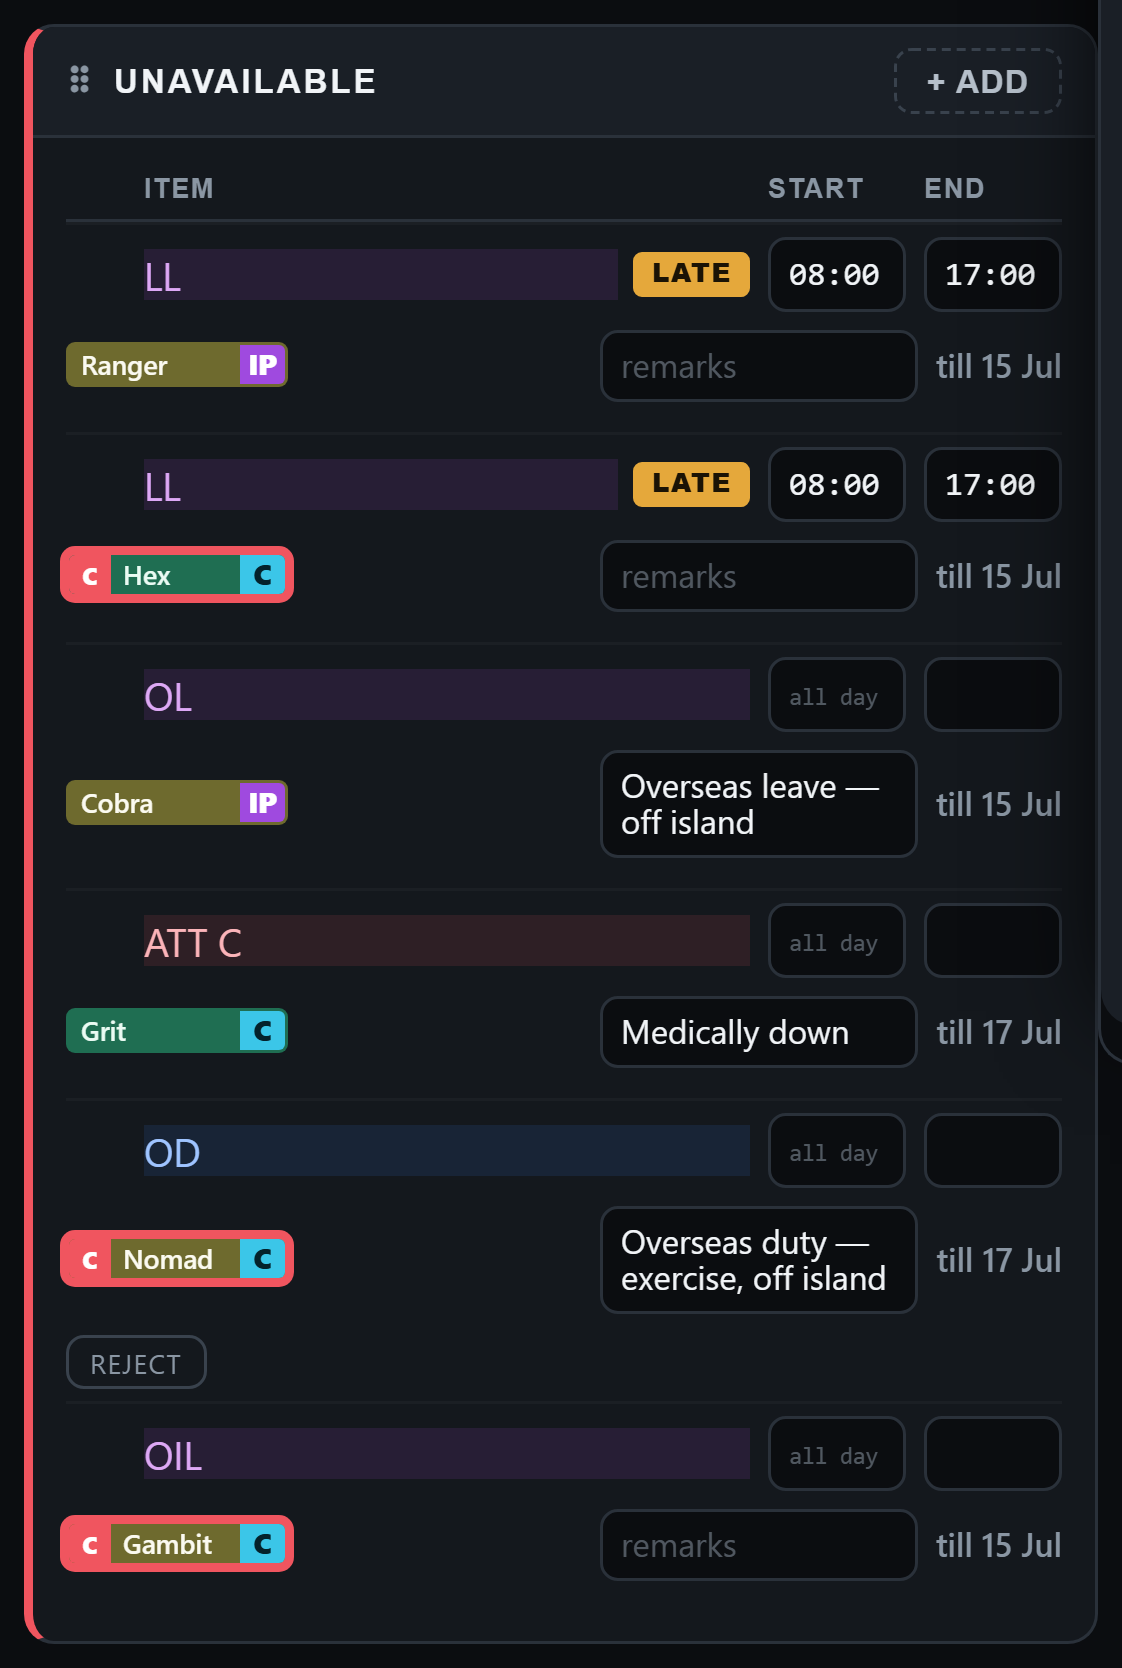 UNAVAILABLE + ADD
ITEM START END
LL LATE 08:00 17:00
Ranger IP remarks till 15 Jul
LL LATE 08:00 17:00
C Hex C remarks till 15 Jul
OL all day
Cobra IP Overseas leave —
off island till 15 Jul
ATT C all day
Grit C Medically down till 17 Jul
OD all day
C Nomad C Overseas duty —
exercise, off island till 17 Jul
REJECT
OIL all day
C Gambit C remarks till 15 Jul